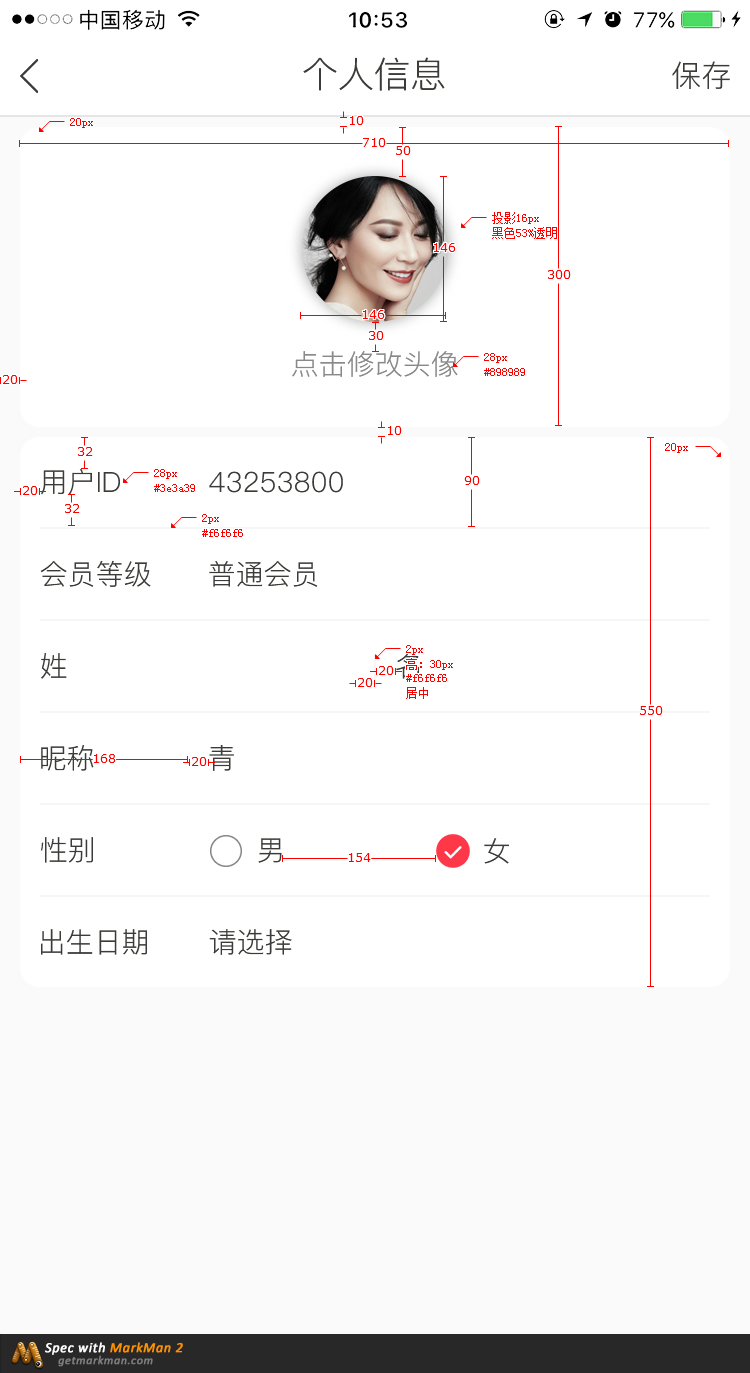 中国移动 10:53 77%
个人信息 保存
20px
10
710
50
投影16px
黑色53%透明
146
300
146
30
点击修改头像
28px
#898989
20
10
32
20px
用户ID 43253800
28px
#3e3a39
90
20
32
2px
#f6f6f6
会员等级 普通会员
姓 名
2px
高: 30px
#f6f6f6
居中
20
20
550
昵称 青
168
20
性别 男 女
154
出生日期 请选择
Spec with MarkMan 2
getmarkman.com